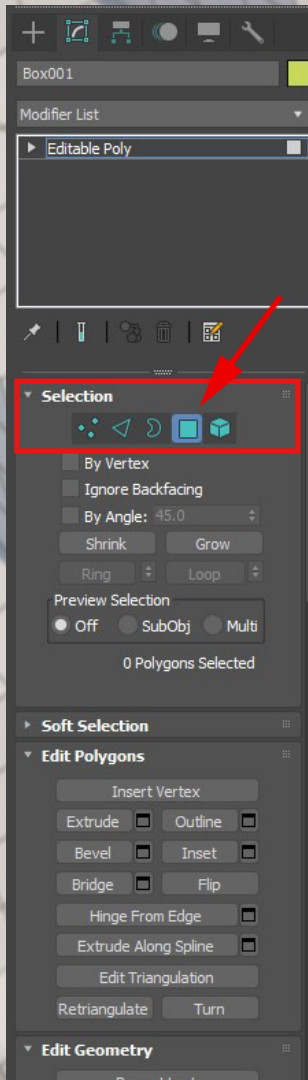 Box001
Modifier List
Editable Poly
Selection
By Vertex
Ignore Backfacing
By Angle: 45.0
Shrink Grow
Ring Loop
Preview Selection
Off SubObj Multi
0 Polygons Selected
Soft Selection
Edit Polygons
Insert Vertex
Extrude Outline
Bevel Inset
Bridge Flip
Hinge From Edge
Extrude Along Spline
Edit Triangulation
Retriangulate Turn
Edit Geometry